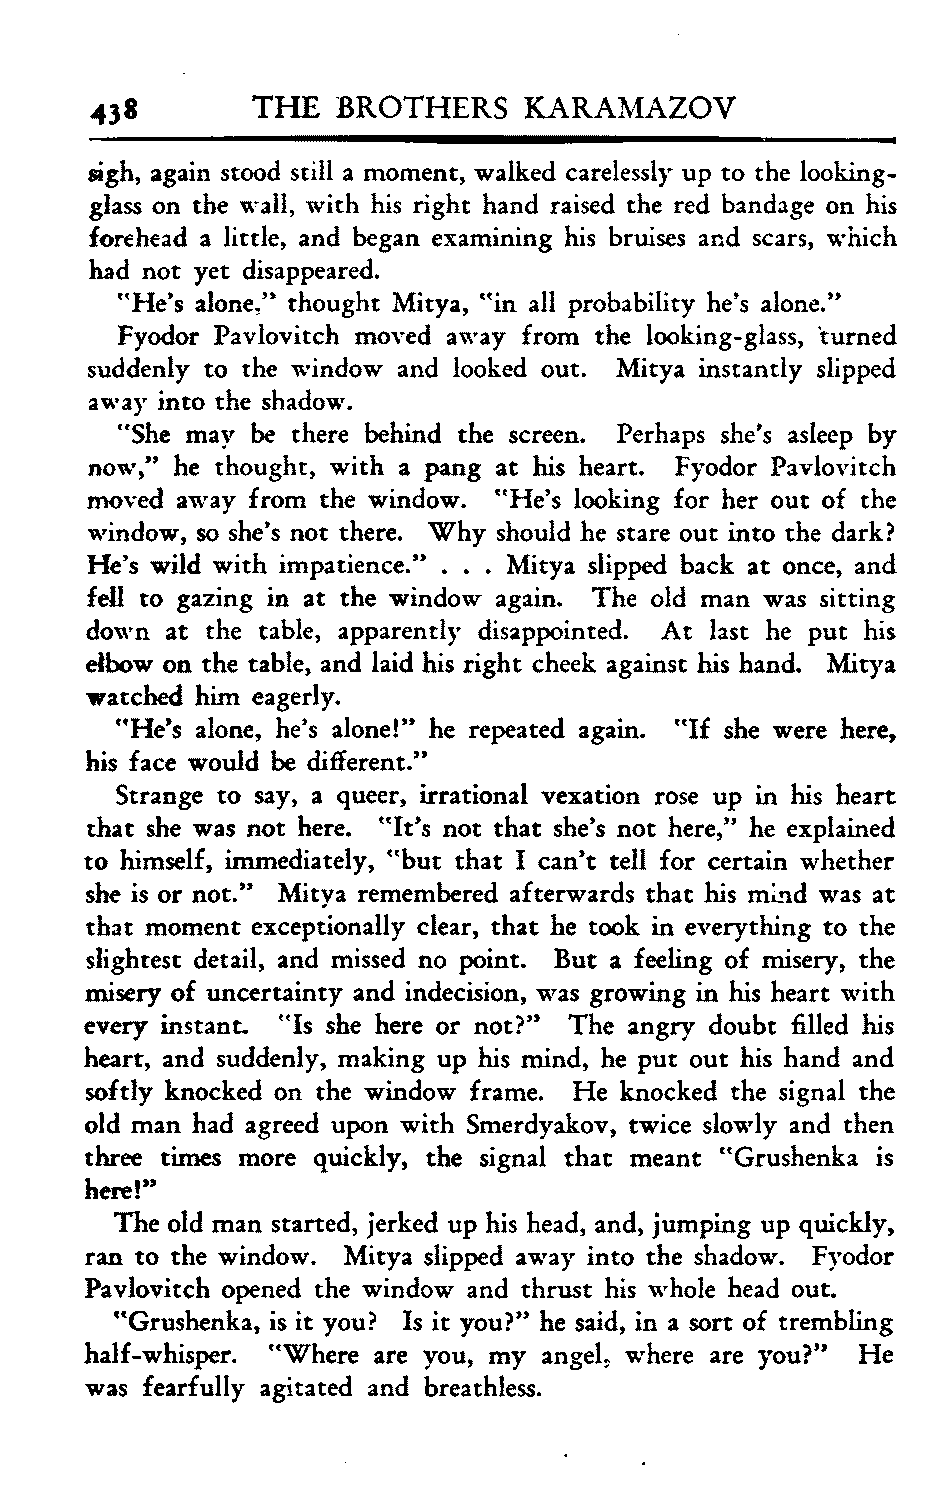 438 THE BROTHERS KARAMAZOV
sigh, again stood still a moment, walked carelessly up to the looking-
glass on the wall, with his right hand raised the red bandage on his
forehead a little, and began examining his bruises and scars, which
had not yet disappeared.
"He's alone," thought Mitya, "in all probability he's alone."
Fyodor Pavlovitch moved away from the looking-glass, turned
suddenly to the window and looked out. Mitya instantly slipped
away into the shadow.
"She may be there behind the screen. Perhaps she's asleep by
now," he thought, with a pang at his heart. Fyodor Pavlovitch
moved away from the window. "He's looking for her out of the
window, so she's not there. Why should he stare out into the dark?
He's wild with impatience." . . . Mitya slipped back at once, and
fell to gazing in at the window again. The old man was sitting
down at the table, apparently disappointed. At last he put his
elbow on the table, and laid his right cheek against his hand. Mitya
watched him eagerly.
"He's alone, he's alone!" he repeated again. "If she were here,
his face would be different."
Strange to say, a queer, irrational vexation rose up in his heart
that she was not here. "It's not that she's not here," he explained
to himself, immediately, "but that I can't tell for certain whether
she is or not." Mitya remembered afterwards that his mind was at
that moment exceptionally clear, that he took in everything to the
slightest detail, and missed no point. But a feeling of misery, the
misery of uncertainty and indecision, was growing in his heart with
every instant. "Is she here or not?" The angry doubt filled his
heart, and suddenly, making up his mind, he put out his hand and
softly knocked on the window frame. He knocked the signal the
old man had agreed upon with Smerdyakov, twice slowly and then
three times more quickly, the signal that meant "Grushenka is
here!"
The old man started, jerked up his head, and, jumping up quickly,
ran to the window. Mitya slipped away into the shadow. Fyodor
Pavlovitch opened the window and thrust his whole head out.
"Grushenka, is it you? Is it you?" he said, in a sort of trembling
half-whisper. "Where are you, my angel, where are you?" He
was fearfully agitated and breathless.